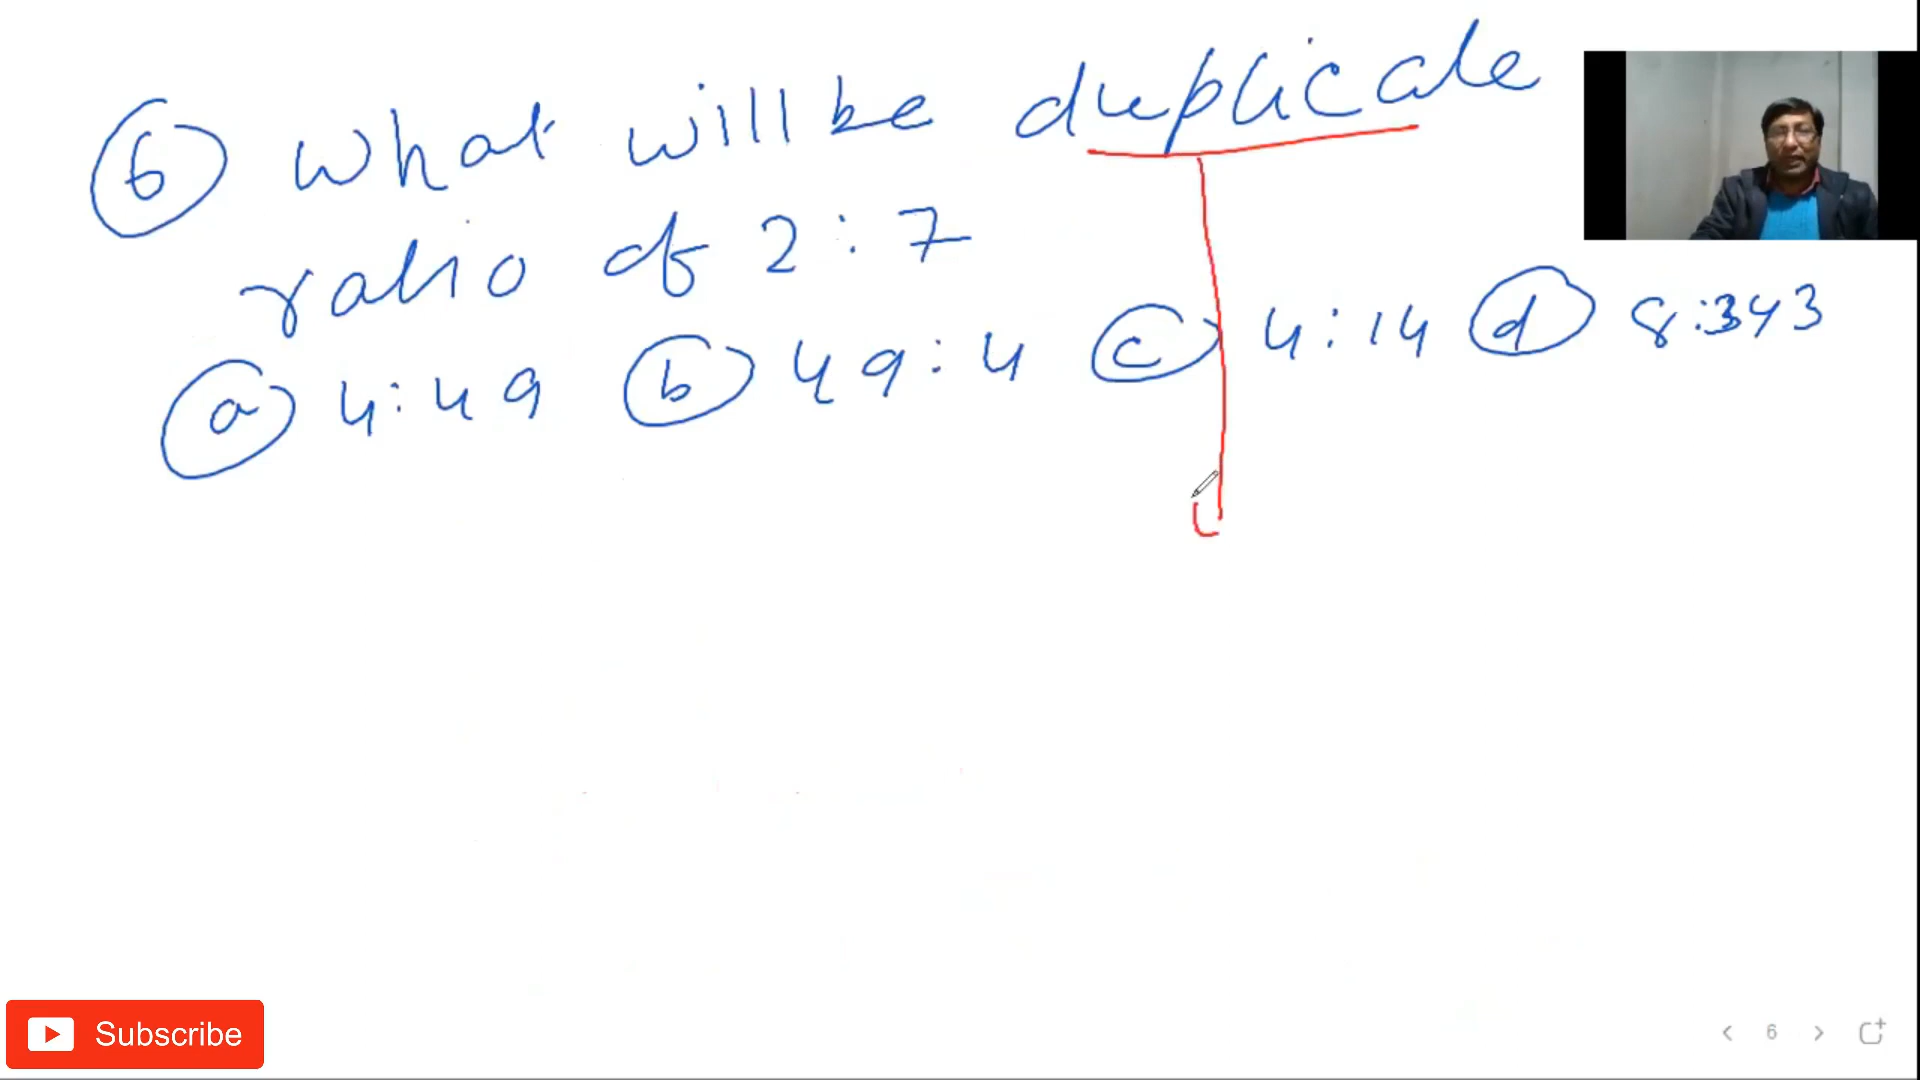 6 What will be duplicate
ratio of 2 : 7
a 4 : 49 b 49 : 4 c 4 : 14 d 8 : 343
Subscribe
6